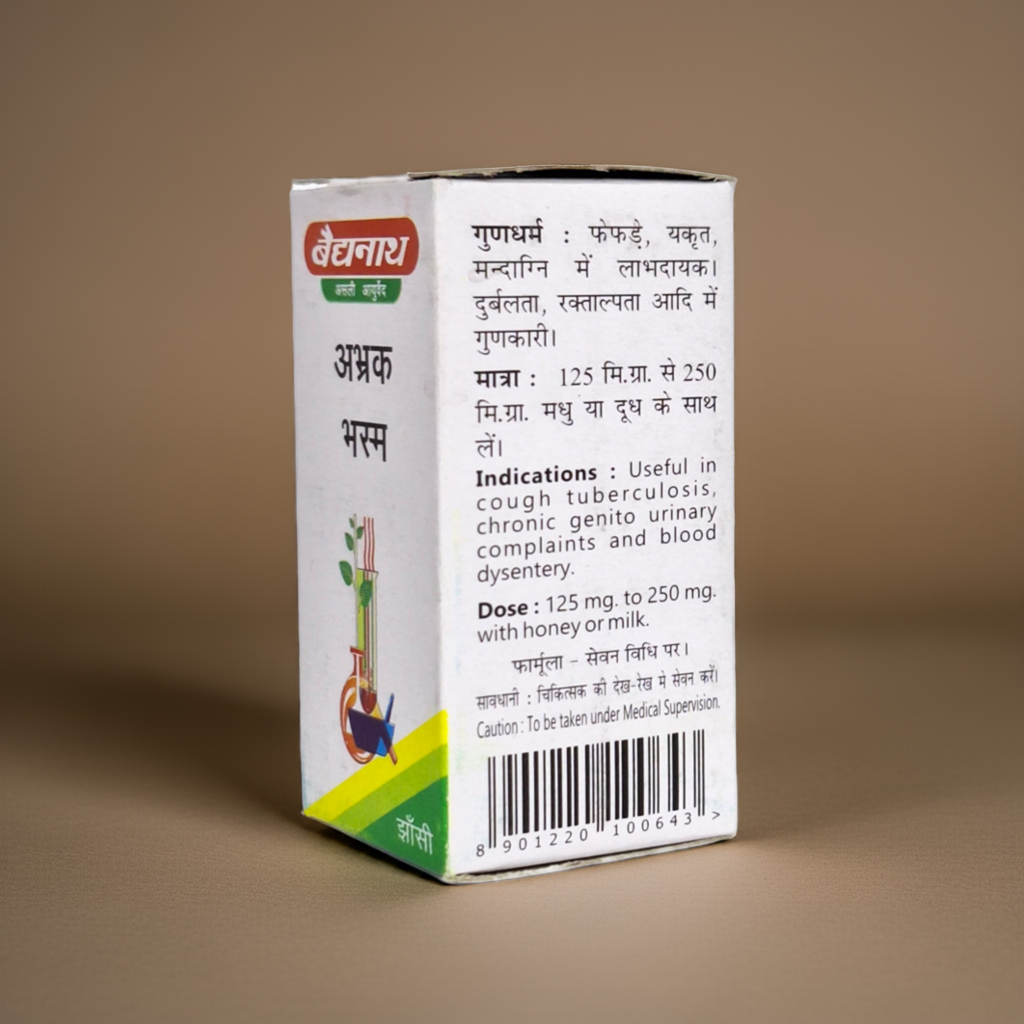 बैद्यनाथ
असली आयुर्वेद
अभ्रक
भस्म
झाँसी
गुणधर्म : फेफड़े, यकृत,
मन्दाग्नि में लाभदायक।
दुर्बलता, रक्ताल्पता आदि में
गुणकारी।
मात्रा : 125 मि.ग्रा. से 250
मि.ग्रा. मधु या दूध के साथ
लें।
Indications : Useful in
cough tuberculosis,
chronic genito urinary
complaints and blood
dysentery.
Dose : 125 mg. to 250 mg.
with honey or milk.
फार्मूला – सेवन विधि पर।
सावधानी : चिकित्सक की देख-रेख मे सेवन करें।
Caution : To be taken under Medical Supervision.
8 901220 100643 >